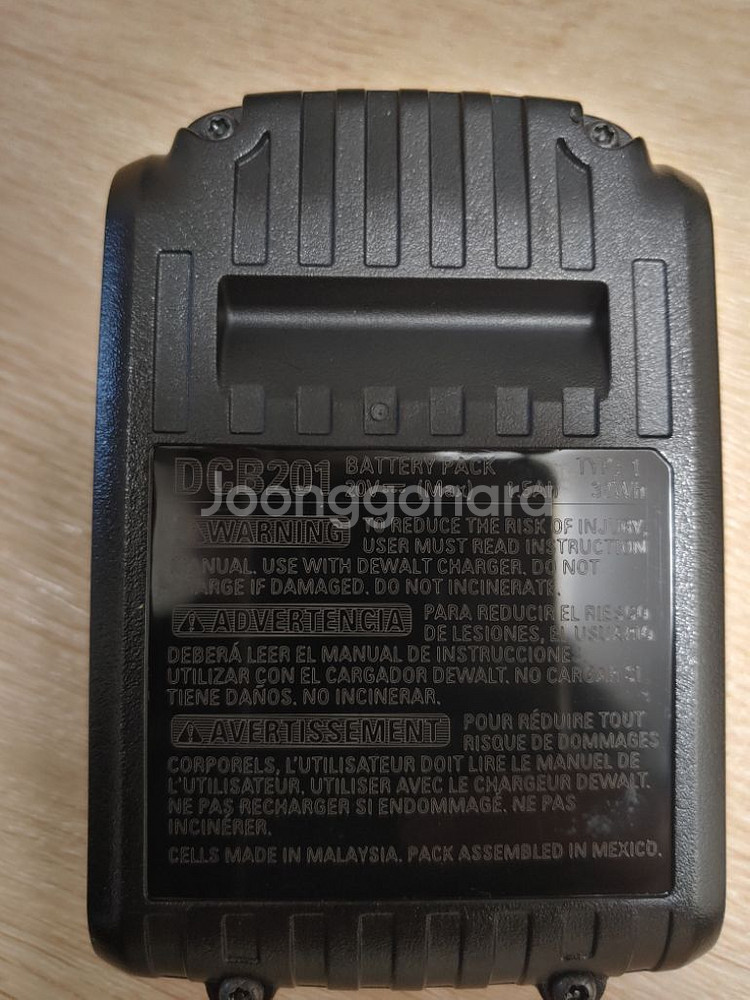 DCB201 BATTERY PACK TYPE 1
20V (Max) 1.5Ah
Joonggonara
WARNING TO REDUCE THE RISK OF INJURY,
USER MUST READ INSTRUCTION
MANUAL. USE WITH DEWALT CHARGER. DO NOT
CHARGE IF DAMAGED. DO NOT INCINERATE.
ADVERTENCIA PARA REDUCIR EL RIESGO
DE LESIONES, EL USUARIO
DEBERÁ LEER EL MANUAL DE INSTRUCCIONES.
UTILIZAR CON EL CARGADOR DEWALT. NO CARGAR SI
TIENE DAÑOS. NO INCINERAR.
AVERTISSEMENT POUR RÉDUIRE TOUT
RISQUE DE DOMMAGES
CORPORELS, L'UTILISATEUR DOIT LIRE LE MANUEL DE
L'UTILISATEUR. UTILISER AVEC LE CHARGEUR DEWALT.
NE PAS RECHARGER SI ENDOMMAGÉ. NE PAS
INCINÉRER.
CELLS MADE IN MALAYSIA. PACK ASSEMBLED IN MEXICO.